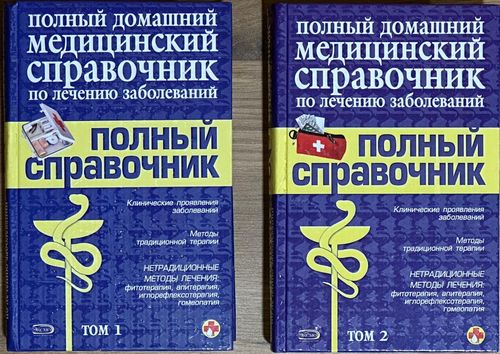 ПОЛНЫЙ ДОМАШНИЙ
МЕДИЦИНСКИЙ
СПРАВОЧНИК
ПО ЛЕЧЕНИЮ ЗАБОЛЕВАНИЙ
ПОЛНЫЙ
СПРАВОЧНИК
Клинические проявления
заболеваний
Методы
традиционной терапии
НЕТРАДИЦИОННЫЕ
МЕТОДЫ ЛЕЧЕНИЯ:
фитотерапия, апитерапия,
иглорефлексотерапия,
гомеопатия
ТОМ 1
ПОЛНЫЙ ДОМАШНИЙ
МЕДИЦИНСКИЙ
СПРАВОЧНИК
ПО ЛЕЧЕНИЮ ЗАБОЛЕВАНИЙ
ПОЛНЫЙ
СПРАВОЧНИК
Клинические проявления
заболеваний
Методы
традиционной терапии
НЕТРАДИЦИОННЫЕ
МЕТОДЫ ЛЕЧЕНИЯ:
фитотерапия, апитерапия,
иглорефлексотерапия,
гомеопатия
ТОМ 2